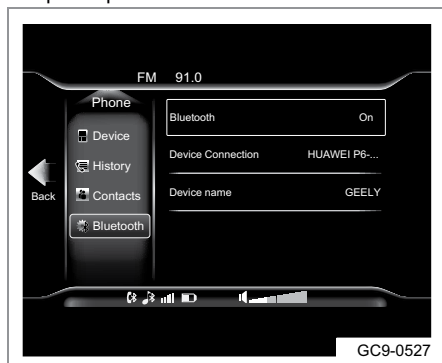 FM 91.0
Phone
Device
History
Contacts
Bluetooth
Back
Bluetooth On
Device Connection HUAWEI P6-...
Device name GEELY
GC9-0527